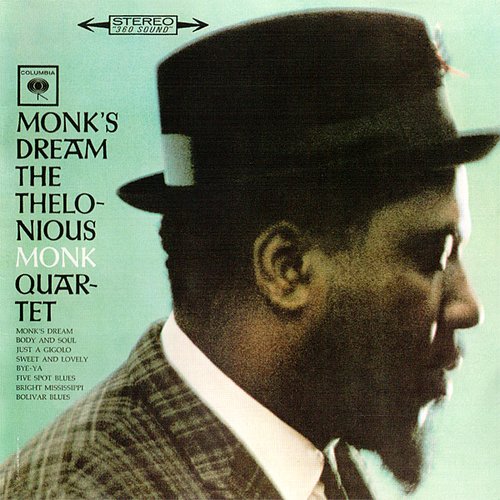 STEREO
"360 SOUND"
COLUMBIA
MONK'S
DREAM
THE
THELO-
NIOUS
MONK
QUAR-
TET
MONK'S DREAM
BODY AND SOUL
JUST A GIGOLO
SWEET AND LOVELY
BYE-YA
FIVE SPOT BLUES
BRIGHT MISSISSIPPI
BOLIVAR BLUES